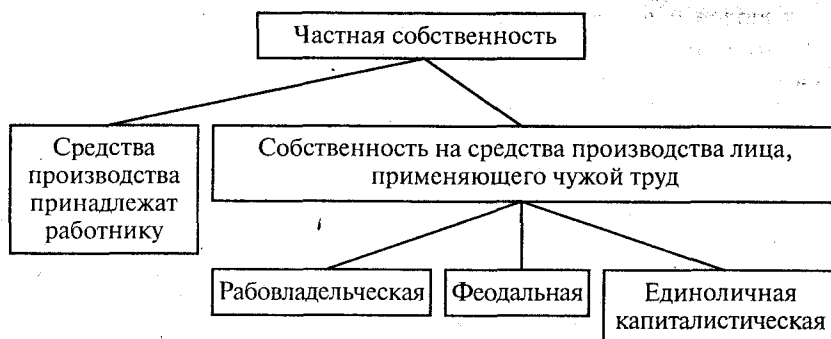 Частная собственность
Средства
производства
принадлежат
работнику
Собственность на средства производства лица,
применяющего чужой труд
Рабовладельческая
Феодальная
Единоличная
капиталистическая